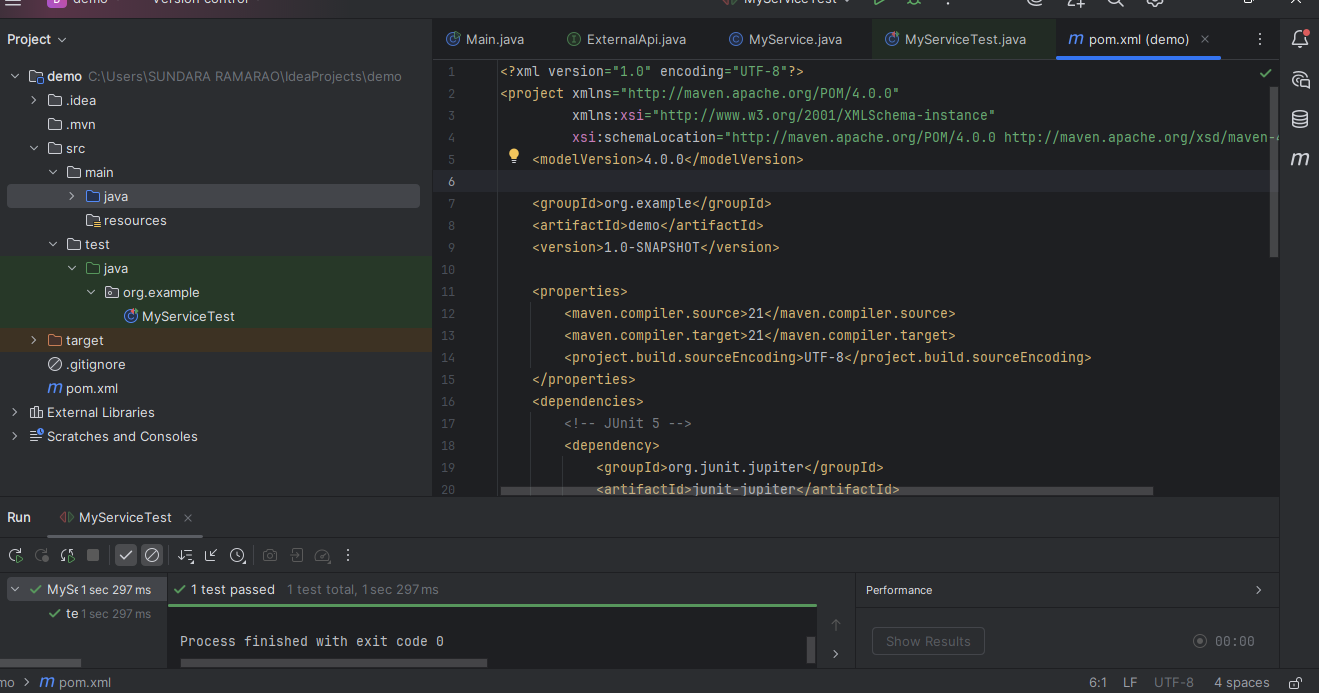 demo
Version control
MyServiceTest
Project
Main.java
ExternalApi.java
MyService.java
MyServiceTest.java
m pom.xml (demo)
demo C:\Users\SUNDARA RAMARAO\IdeaProjects\demo
.idea
.mvn
src
main
java
resources
test
java
org.example
MyServiceTest
target
.gitignore
m pom.xml
External Libraries
Scratches and Consoles
1 <?xml version="1.0" encoding="UTF-8"?>
2 <project xmlns="http://maven.apache.org/POM/4.0.0"
3 xmlns:xsi="http://www.w3.org/2001/XMLSchema-instance"
4 xsi:schemaLocation="http://maven.apache.org/POM/4.0.0 http://maven.apache.org/xsd/maven-4
5 <modelVersion>4.0.0</modelVersion>
6
7 <groupId>org.example</groupId>
8 <artifactId>demo</artifactId>
9 <version>1.0-SNAPSHOT</version>
10
11 <properties>
12 <maven.compiler.source>21</maven.compiler.source>
13 <maven.compiler.target>21</maven.compiler.target>
14 <project.build.sourceEncoding>UTF-8</project.build.sourceEncoding>
15 </properties>
16 <dependencies>
17 <!-- JUnit 5 -->
18 <dependency>
19 <groupId>org.junit.jupiter</groupId>
20 <artifactId>junit-jupiter</artifactId>
m
Run
MyServiceTest
MySe 1 sec 297 ms
te 1 sec 297 ms
1 test passed 1 test total, 1 sec 297 ms
Process finished with exit code 0
Performance
Show Results
00:00
mo > m pom.xml
6:1 LF UTF-8 4 spaces